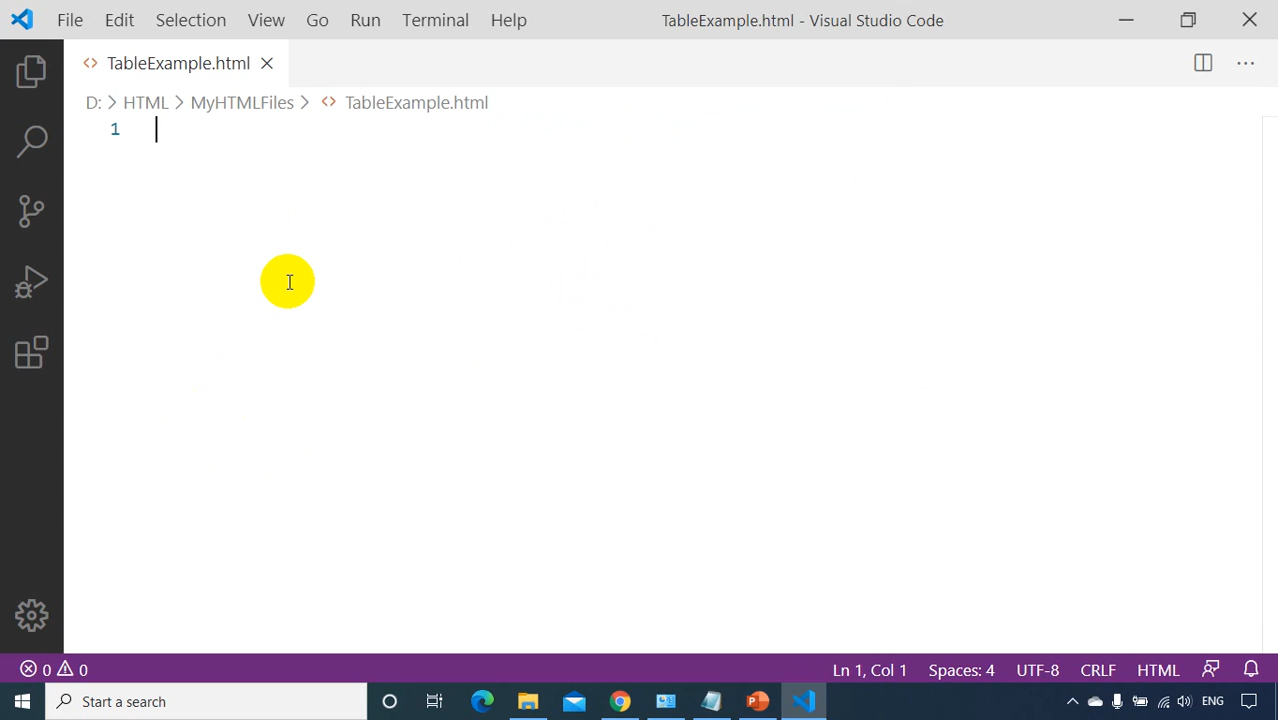 File Edit Selection View Go Run Terminal Help TableExample.html - Visual Studio Code
TableExample.html
D: > HTML > MyHTMLFiles > TableExample.html
1
0 0 Ln 1, Col 1 Spaces: 4 UTF-8 CRLF HTML
Start a search ENG